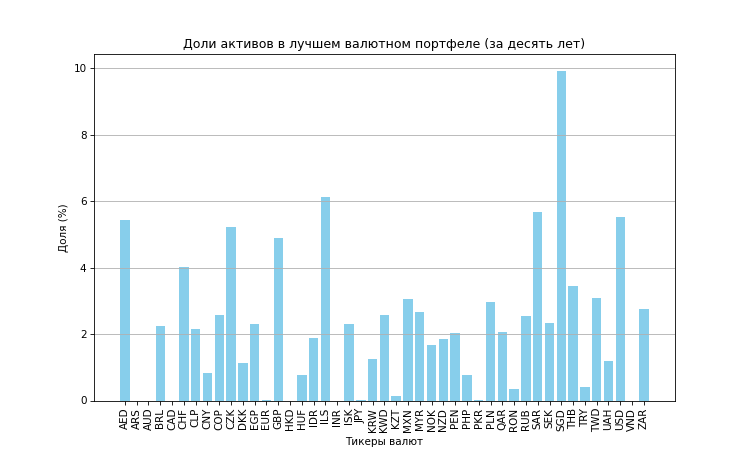 Доли активов в лучшем валютном портфеле (за десять лет)
10
8
6
4
2
0
Доля (%)
AED ARS AUD BRL CAD CHF CLP CNY COP CZK DKK EGP EUR GBP HKD HUF IDR ILS INR ISK JPY KRW KWD KZT MXN MYR NOK NZD PEN PHP PKR PLN QAR RON RUB SAR SEK SGD THB TRY TWD UAH USD VND ZAR
Тикеры валют